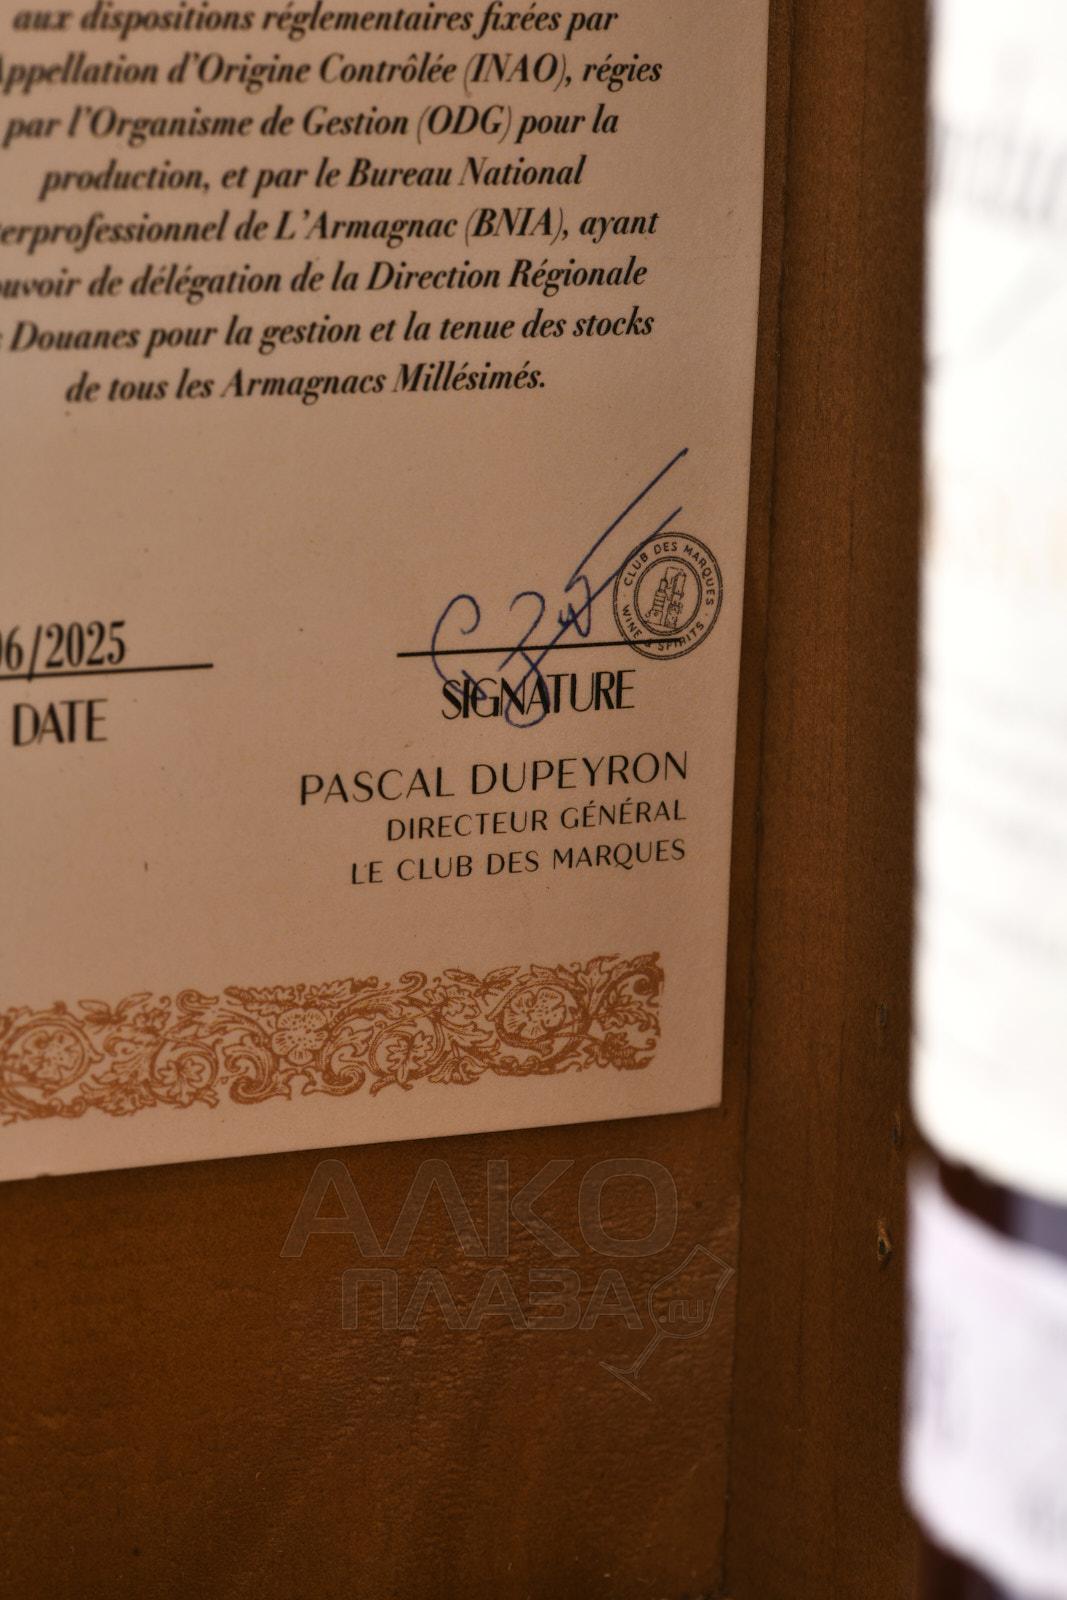 aux dispositions réglementaires fixées par
Appellation d'Origine Contrôlée (INAO), régies
par l'Organisme de Gestion (ODG) pour la
production, et par le Bureau National
terprofessionnel de L'Armagnac (BNIA), ayant
ouvoir de délégation de la Direction Régionale
s Douanes pour la gestion et la tenue des stocks
de tous les Armagnacs Millésimés.
CLUB DES MARQUES
WINE & SPIRITS
06/2025
DATE
SIGNATURE
PASCAL DUPEYRON
DIRECTEUR GÉNÉRAL
LE CLUB DES MARQUES
АЛКО
ПЛАЗА
.ru